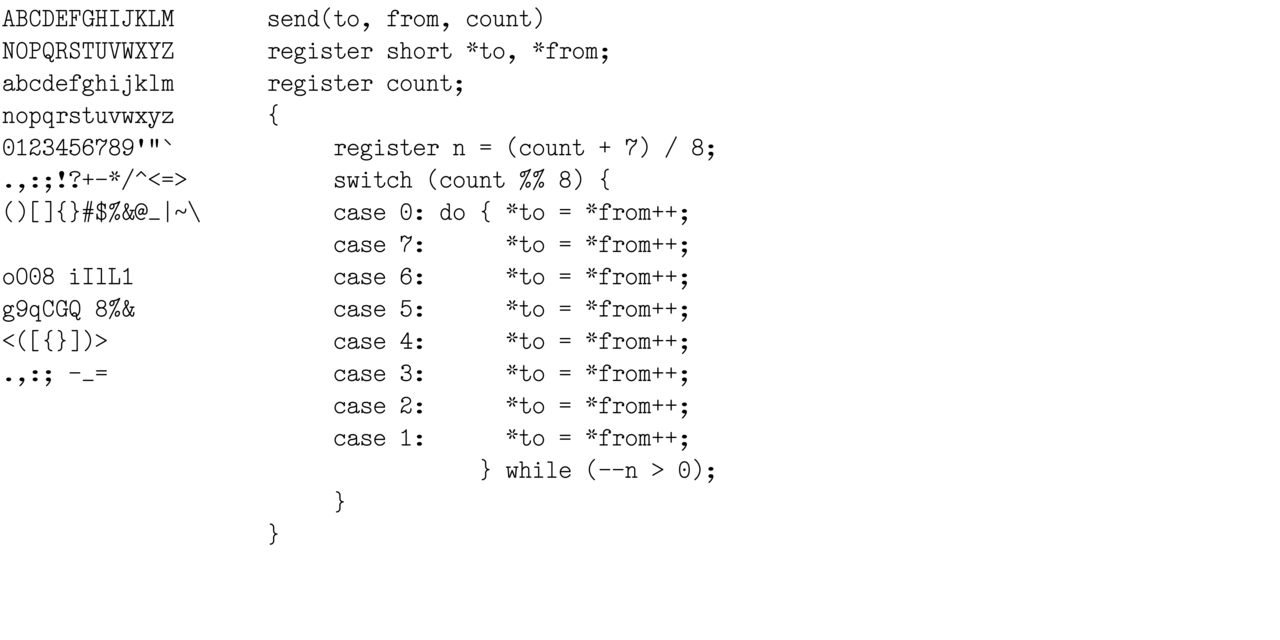 ABCDEFGHIJKLM
NOPQRSTUVWXYZ
abcdefghijklm
nopqrstuvwxyz
0123456789'"`
.,:;!?+-*/^<=>
()[]{}#$%&@_|~\
oO08 iIlL1
g9qCGQ 8%&
<([{}])>
.,:; -_=
send(to, from, count)
register short *to, *from;
register count;
{
     register n = (count + 7) / 8;
     switch (count %% 8) {
     case 0: do { *to = *from++;
     case 7:      *to = *from++;
     case 6:      *to = *from++;
     case 5:      *to = *from++;
     case 4:      *to = *from++;
     case 3:      *to = *from++;
     case 2:      *to = *from++;
     case 1:      *to = *from++;
                } while (--n > 0);
     }
}